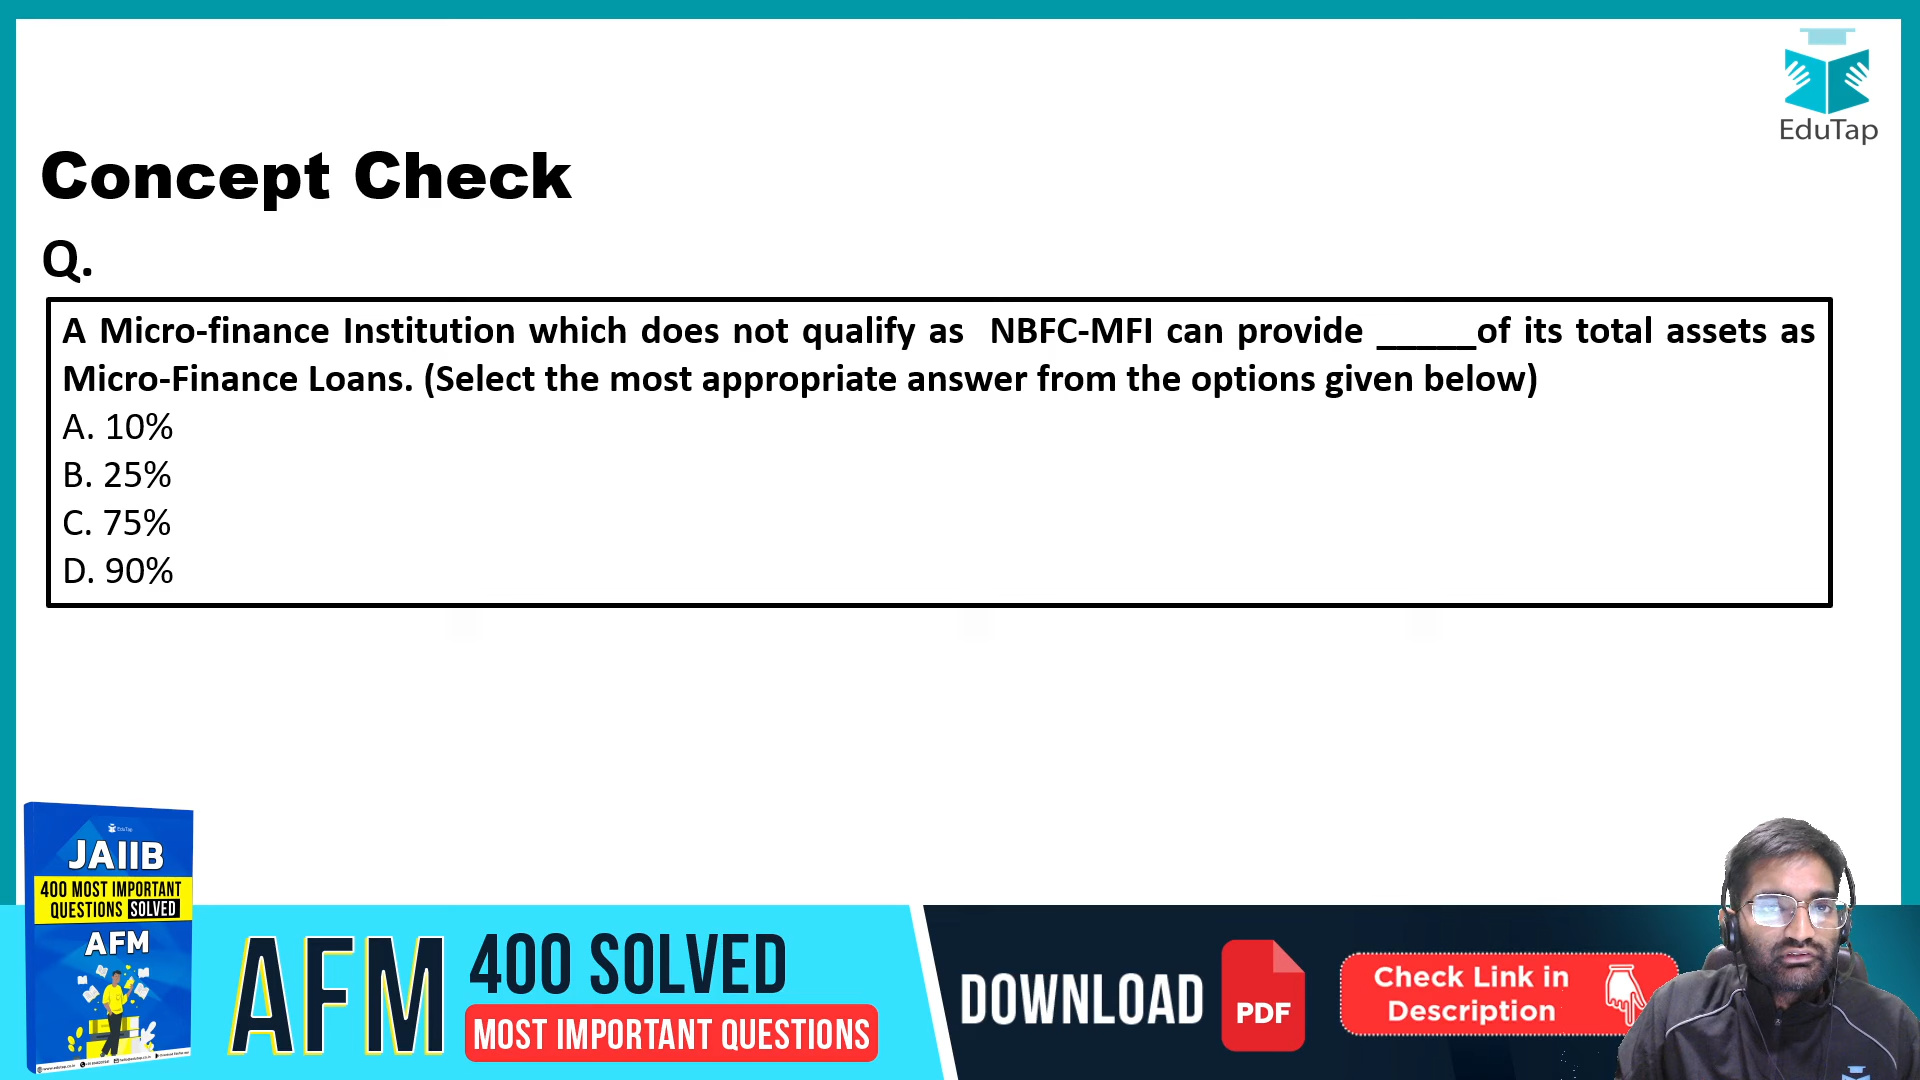 EduTap
Concept Check
Q.
A Micro-finance Institution which does not qualify as NBFC-MFI can provide _____of its total assets as
Micro-Finance Loans. (Select the most appropriate answer from the options given below)
A. 10%
B. 25%
C. 75%
D. 90%
EduTap
JAIIB
400 MOST IMPORTANT
QUESTIONS SOLVED
AFM
AFM
400 SOLVED
MOST IMPORTANT QUESTIONS
DOWNLOAD
PDF
Check Link in
Description